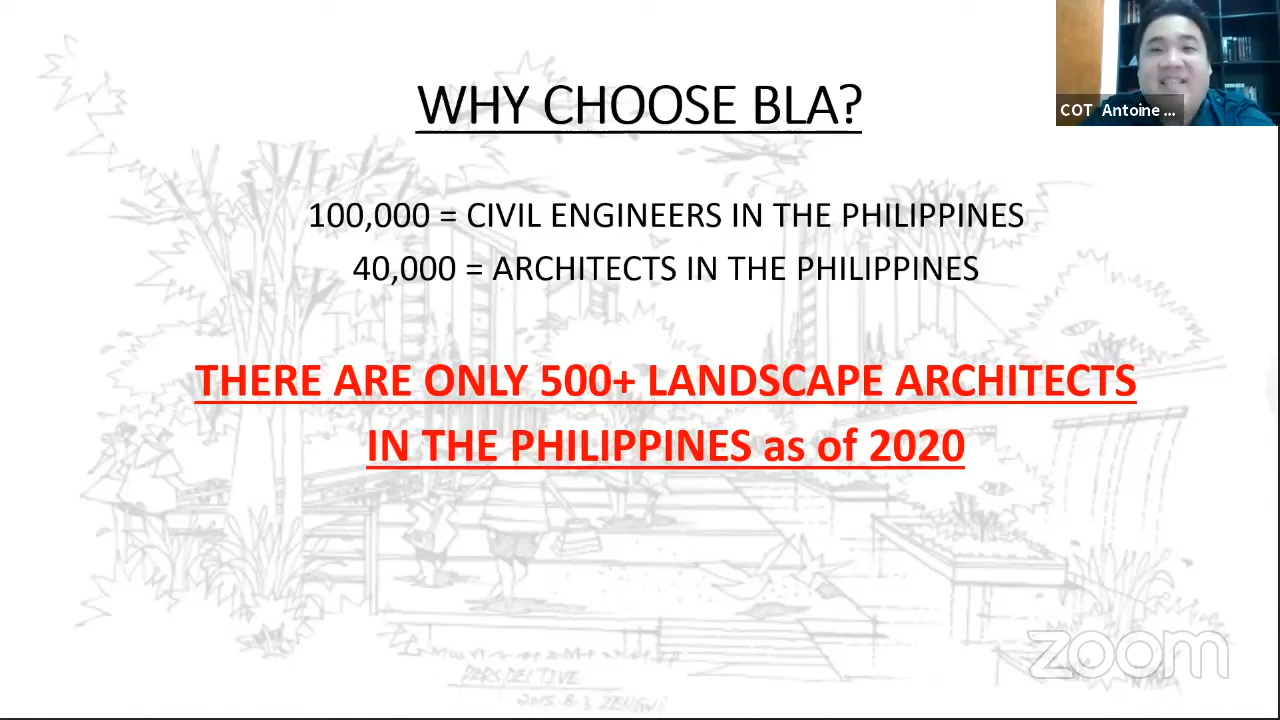 WHY CHOOSE BLA?
COT Antoine ...
100,000 = CIVIL ENGINEERS IN THE PHILIPPINES
40,000 = ARCHITECTS IN THE PHILIPPINES
THERE ARE ONLY 500+ LANDSCAPE ARCHITECTS
IN THE PHILIPPINES as of 2020
zoom
PERSPECTIVE